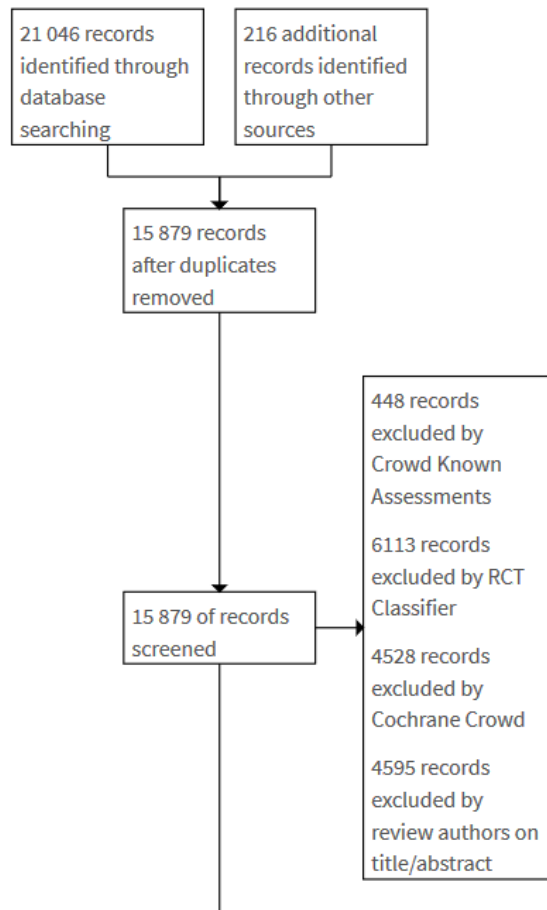 21 046 records
identified through
database
searching
216 additional
records identified
through other
sources
15 879 records
after duplicates
removed
448 records
excluded by
Crowd Known
Assessments
6113 records
excluded by RCT
Classifier
15 879 of records
screened
4528 records
excluded by
Cochrane Crowd
4595 records
excluded by
review authors on
title/abstract